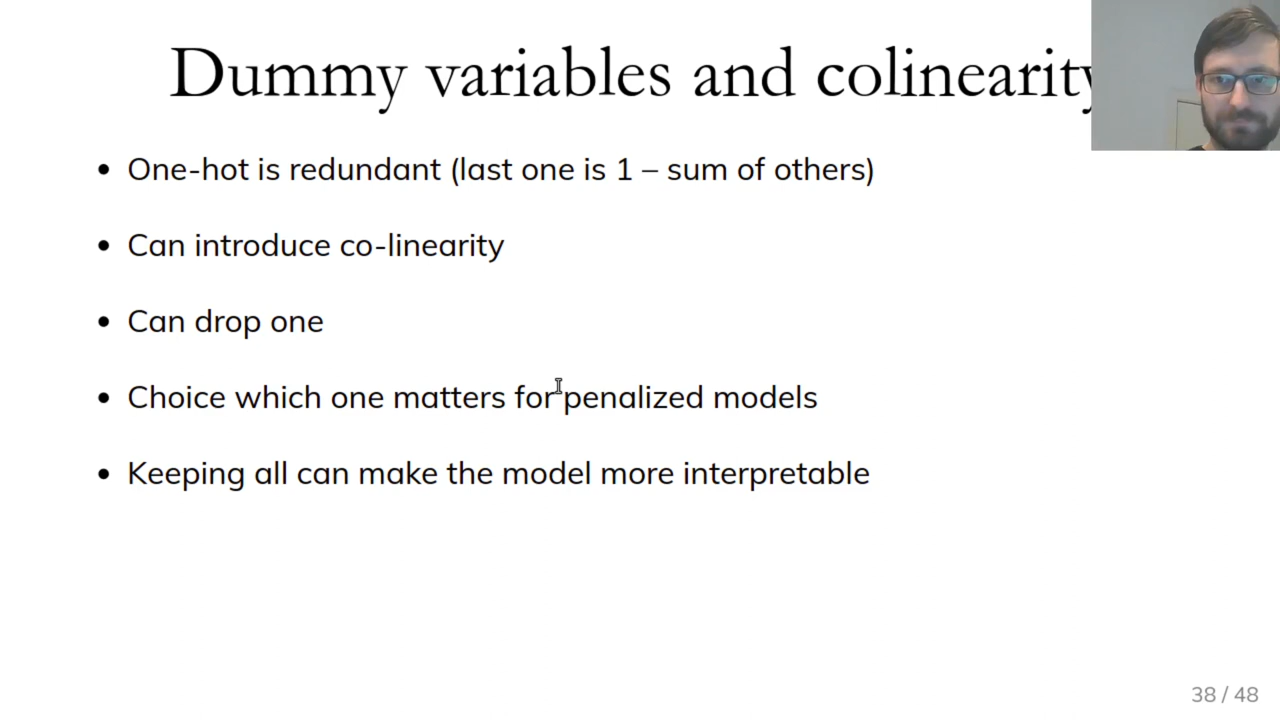 Dummy variables and colinearity
• One-hot is redundant (last one is 1 – sum of others)
• Can introduce co-linearity
• Can drop one
• Choice which one matters for penalized models
• Keeping all can make the model more interpretable
38 / 48